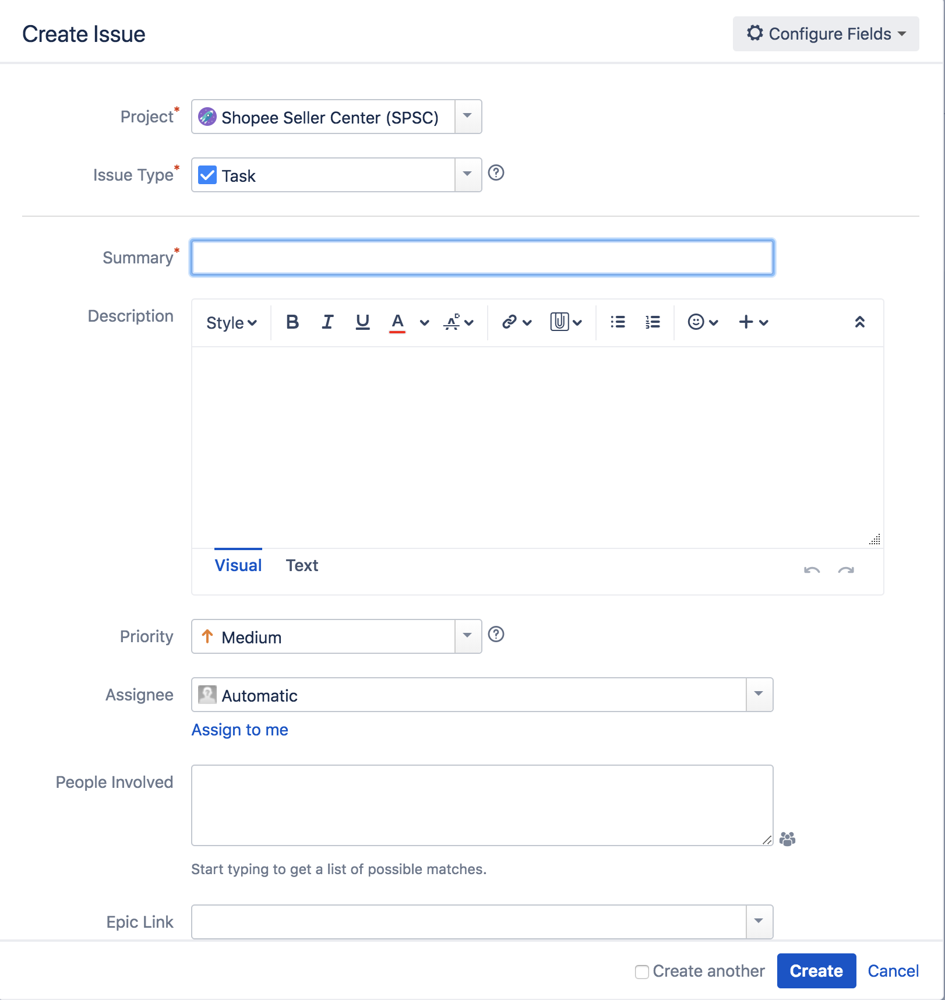 Create Issue
Configure Fields
Project*
Shopee Seller Center (SPSC)
Issue Type*
Task
Summary*
Description
Style
B I U A
Visual Text
Priority
Medium
Assignee
Automatic
Assign to me
People Involved
Start typing to get a list of possible matches.
Epic Link
Create another
Create
Cancel